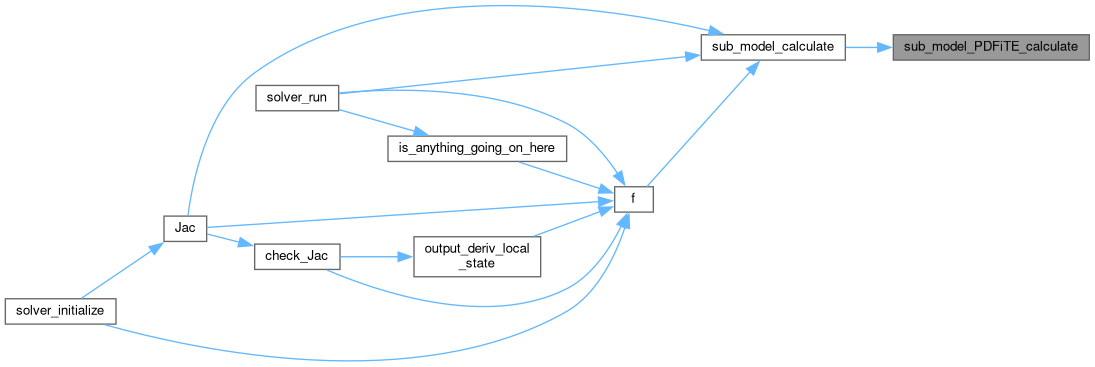 sub_model_calculate
sub_model_PDFiTE_calculate
solver_run
is_anything_going_on_here
f
Jac
check_Jac
output_deriv_local
_state
solver_initialize